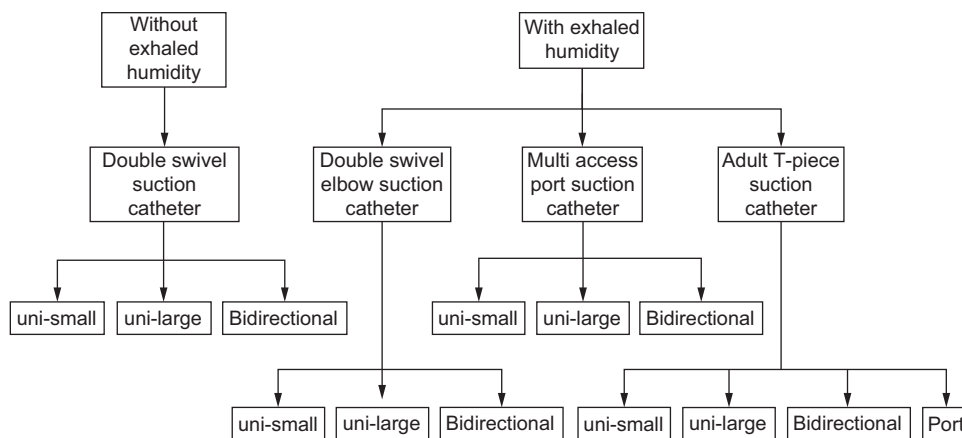 Without
exhaled
humidity
With exhaled
humidity
Double swivel
suction
catheter
Double swivel
elbow suction
catheter
Multi access
port suction
catheter
Adult T-piece
suction
catheter
uni-small
uni-large
Bidirectional
uni-small
uni-large
Bidirectional
uni-small
uni-large
Bidirectional
uni-small
uni-large
Bidirectional
Port